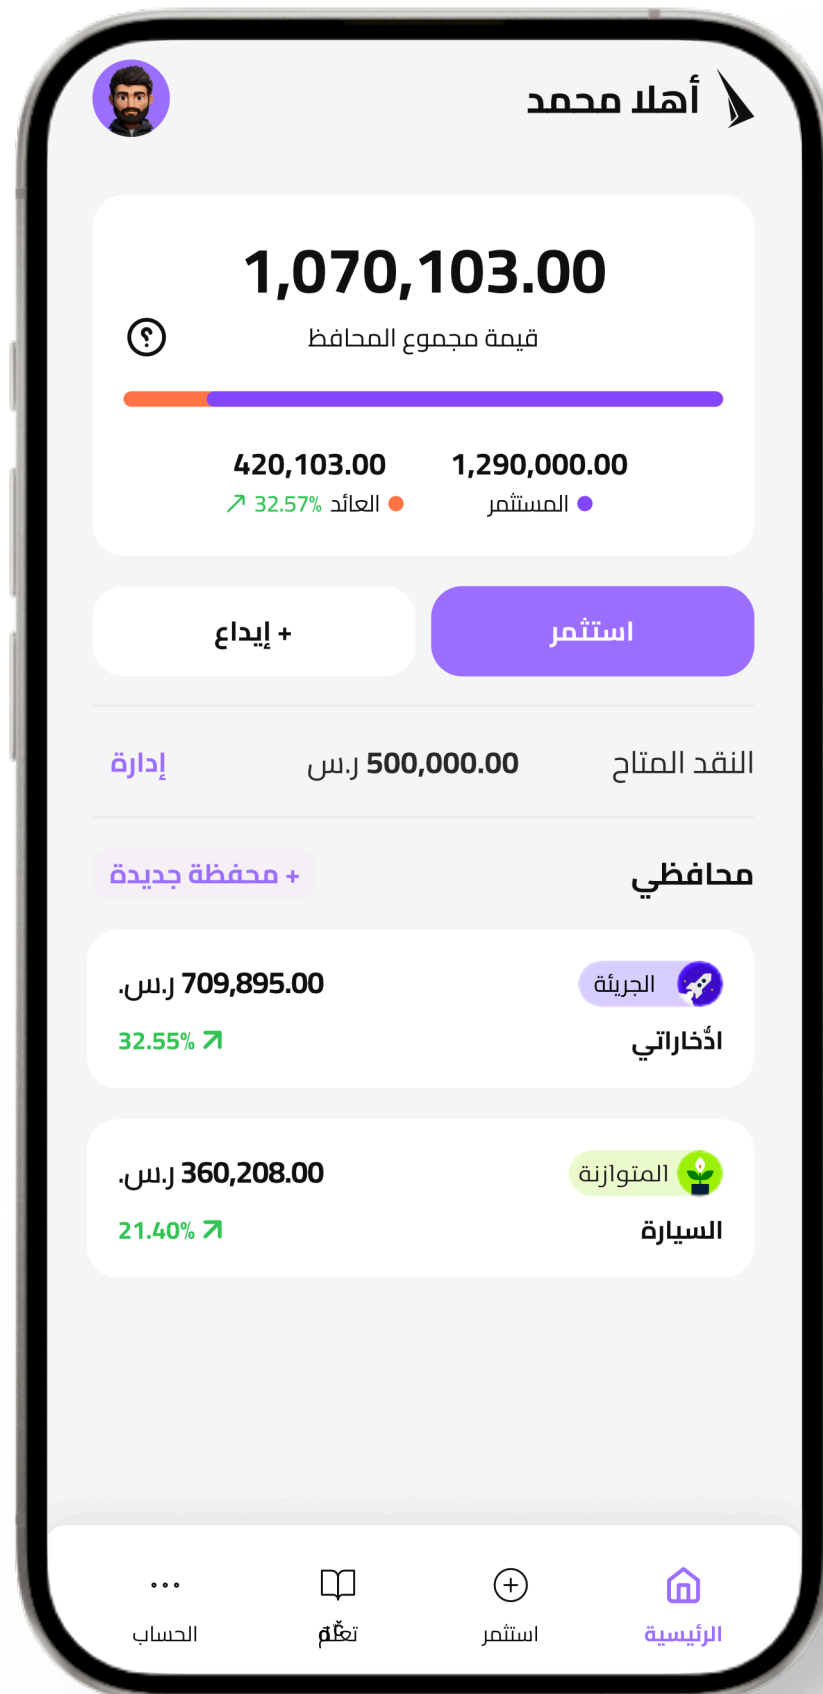 أهلا محمد
1,070,103.00
قيمة مجموع المحافظ
؟
1,290,000.00
المستثمر
420,103.00
العائد 32.57%
استثمر
+ إيداع
النقد المتاح
500,000.00 ر.س
إدارة
محافظي
+ محفظة جديدة
الجريئة
709,895.00 ر.س.
ادّخاراتي
32.55%
المتوازنة
360,208.00 ر.س.
السيارة
21.40%
الرئيسية
استثمر
الحساب